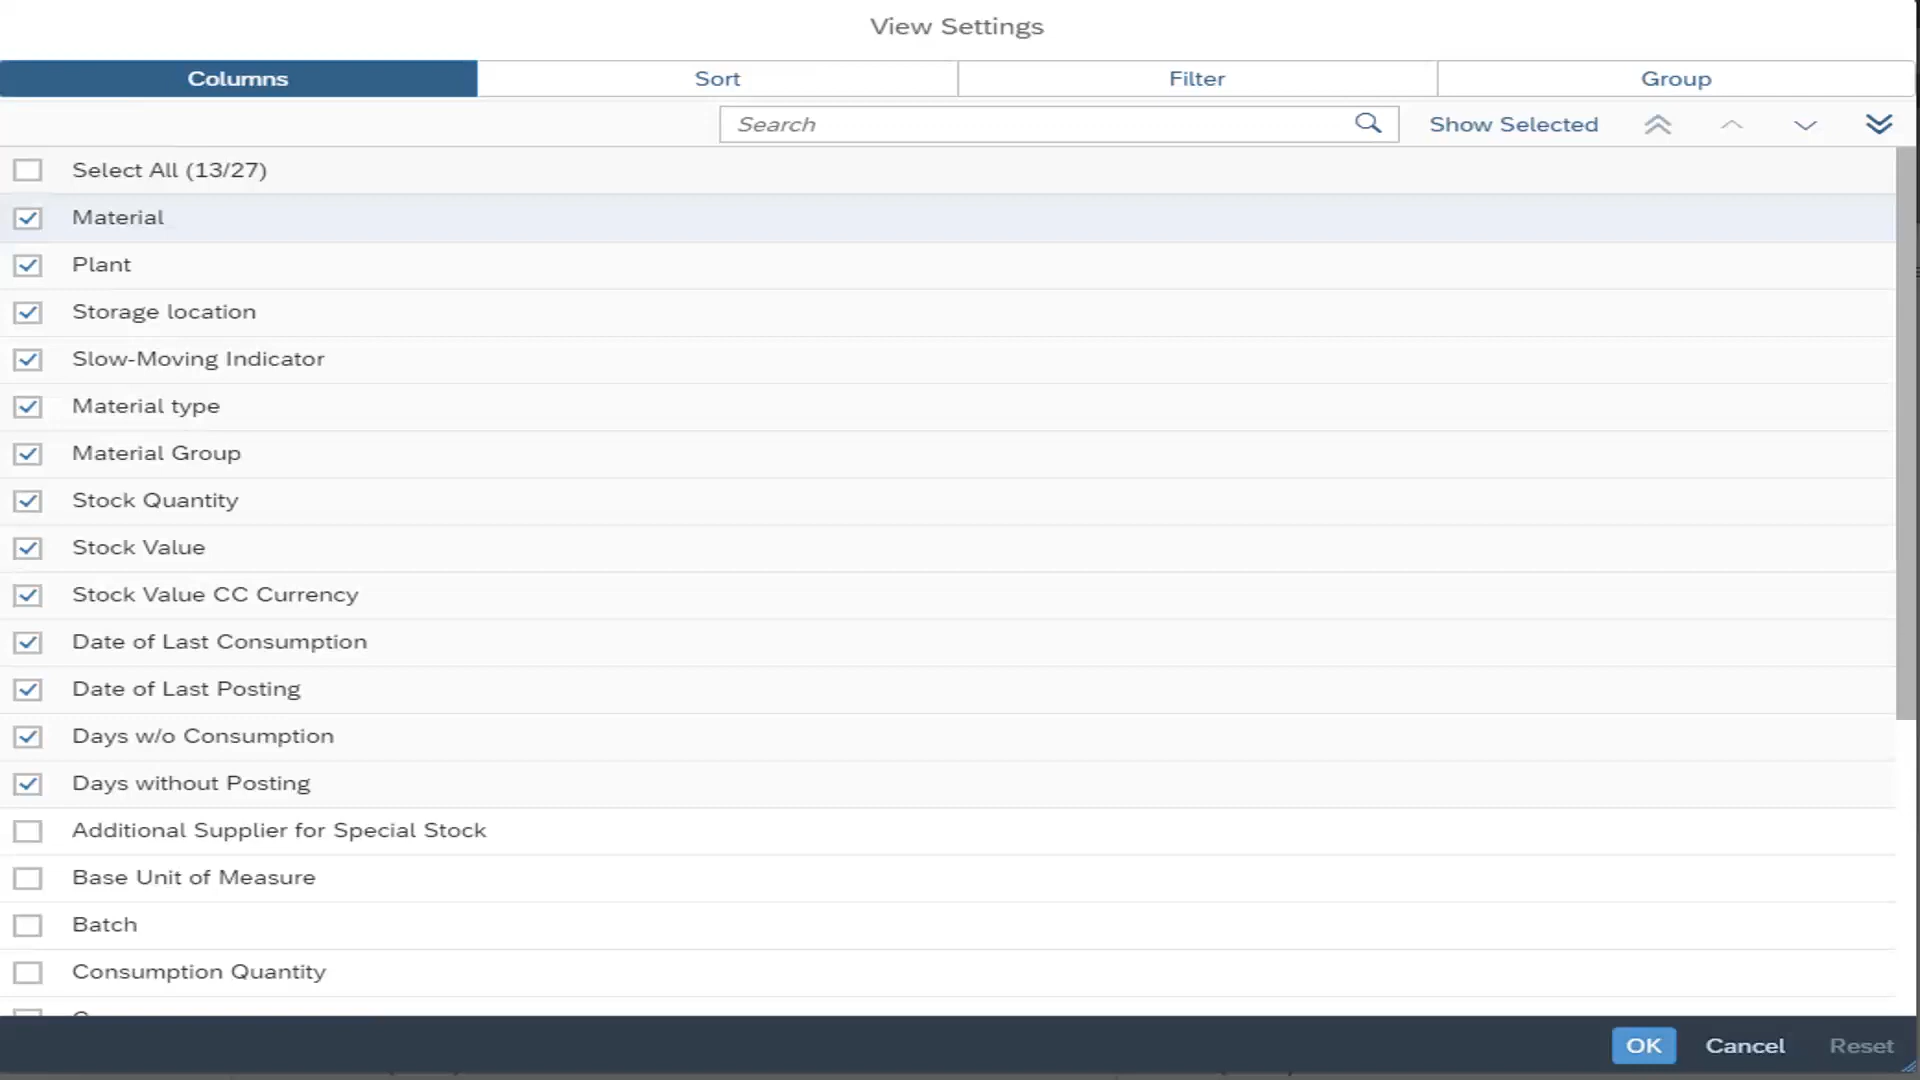 View Settings
Columns Sort Filter Group
Search Show Selected
Select All (13/27)
Material
Plant
Storage location
Slow-Moving Indicator
Material type
Material Group
Stock Quantity
Stock Value
Stock Value CC Currency
Date of Last Consumption
Date of Last Posting
Days w/o Consumption
Days without Posting
Additional Supplier for Special Stock
Base Unit of Measure
Batch
Consumption Quantity
OK Cancel Reset